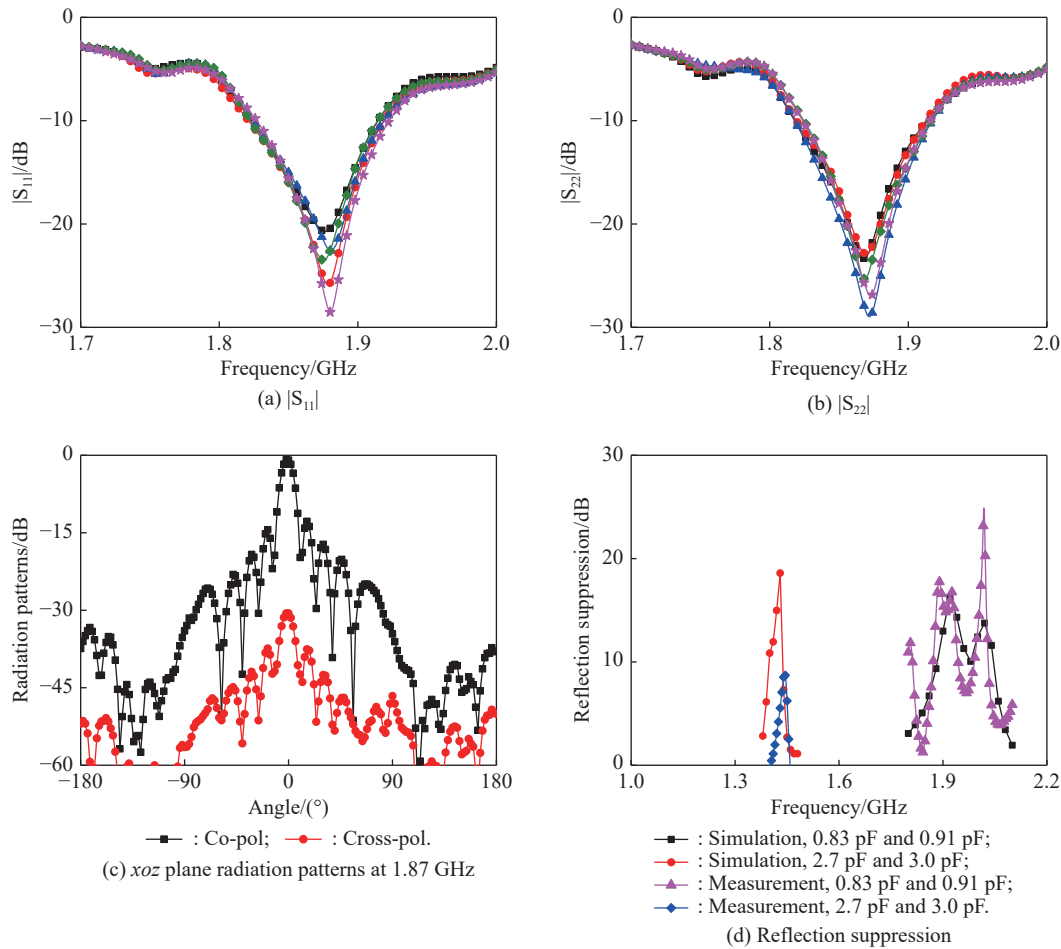 0
−10
−20
−30
|S₁₁|/dB
1.7 1.8 1.9 2.0
Frequency/GHz
(a) |S₁₁|
0
−10
−20
−30
|S₂₂|/dB
1.7 1.8 1.9 2.0
Frequency/GHz
(b) |S₂₂|
0
−15
−30
−45
−60
Radiation patterns/dB
−180 −90 0 90 180
Angle/(°)
: Co-pol; : Cross-pol.
(c) xoz plane radiation patterns at 1.87 GHz
30
20
10
0
Reflection suppression/dB
1.0 1.3 1.6 1.9 2.2
Frequency/GHz
: Simulation, 0.83 pF and 0.91 pF;
: Simulation, 2.7 pF and 3.0 pF;
: Measurement, 0.83 pF and 0.91 pF;
: Measurement, 2.7 pF and 3.0 pF.
(d) Reflection suppression